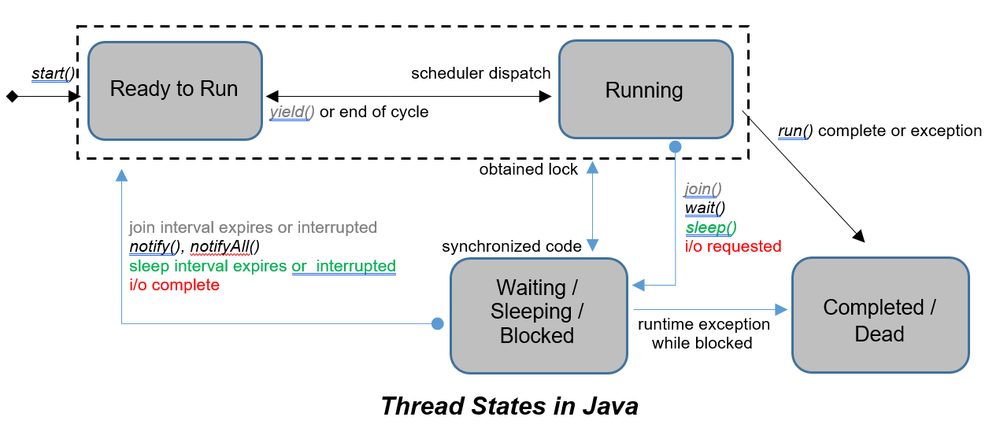 start()
Ready to Run
scheduler dispatch
yield() or end of cycle
Running
run() complete or exception
obtained lock
join()
wait()
sleep()
i/o requested
join interval expires or interrupted
notify(), notifyAll()
sleep interval expires or  interrupted
i/o complete
synchronized code
Waiting /
Sleeping /
Blocked
runtime exception
while blocked
Completed /
Dead
Thread States in Java